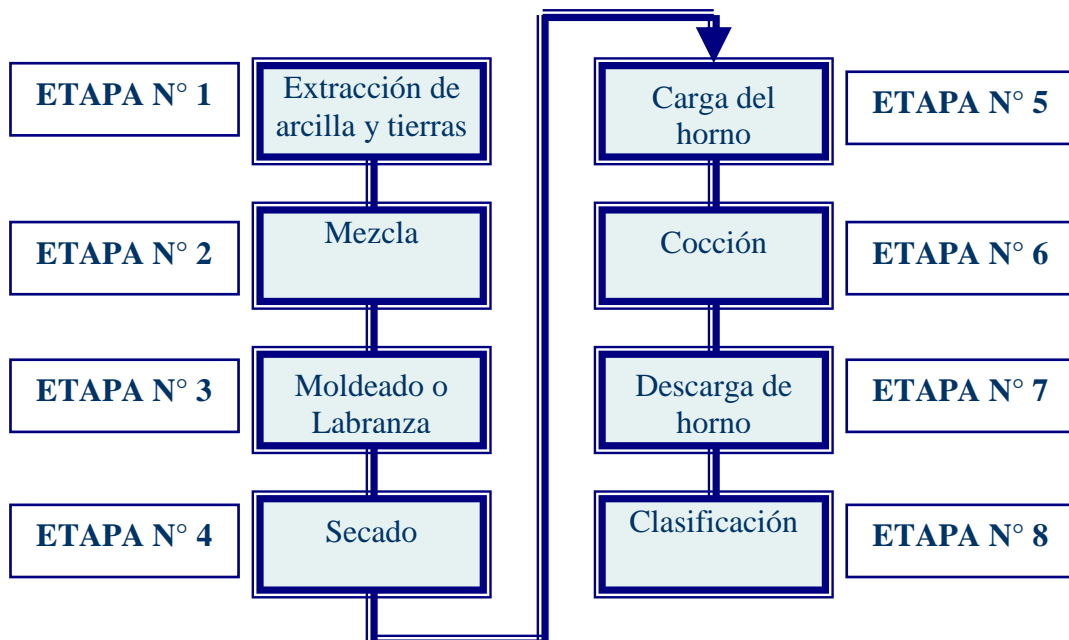 ETAPA N° 1
Extracción de
arcilla y tierras
ETAPA N° 2
Mezcla
ETAPA N° 3
Moldeado o
Labranza
ETAPA N° 4
Secado
Carga del
horno
ETAPA N° 5
Cocción
ETAPA N° 6
Descarga de
horno
ETAPA N° 7
Clasificación
ETAPA N° 8